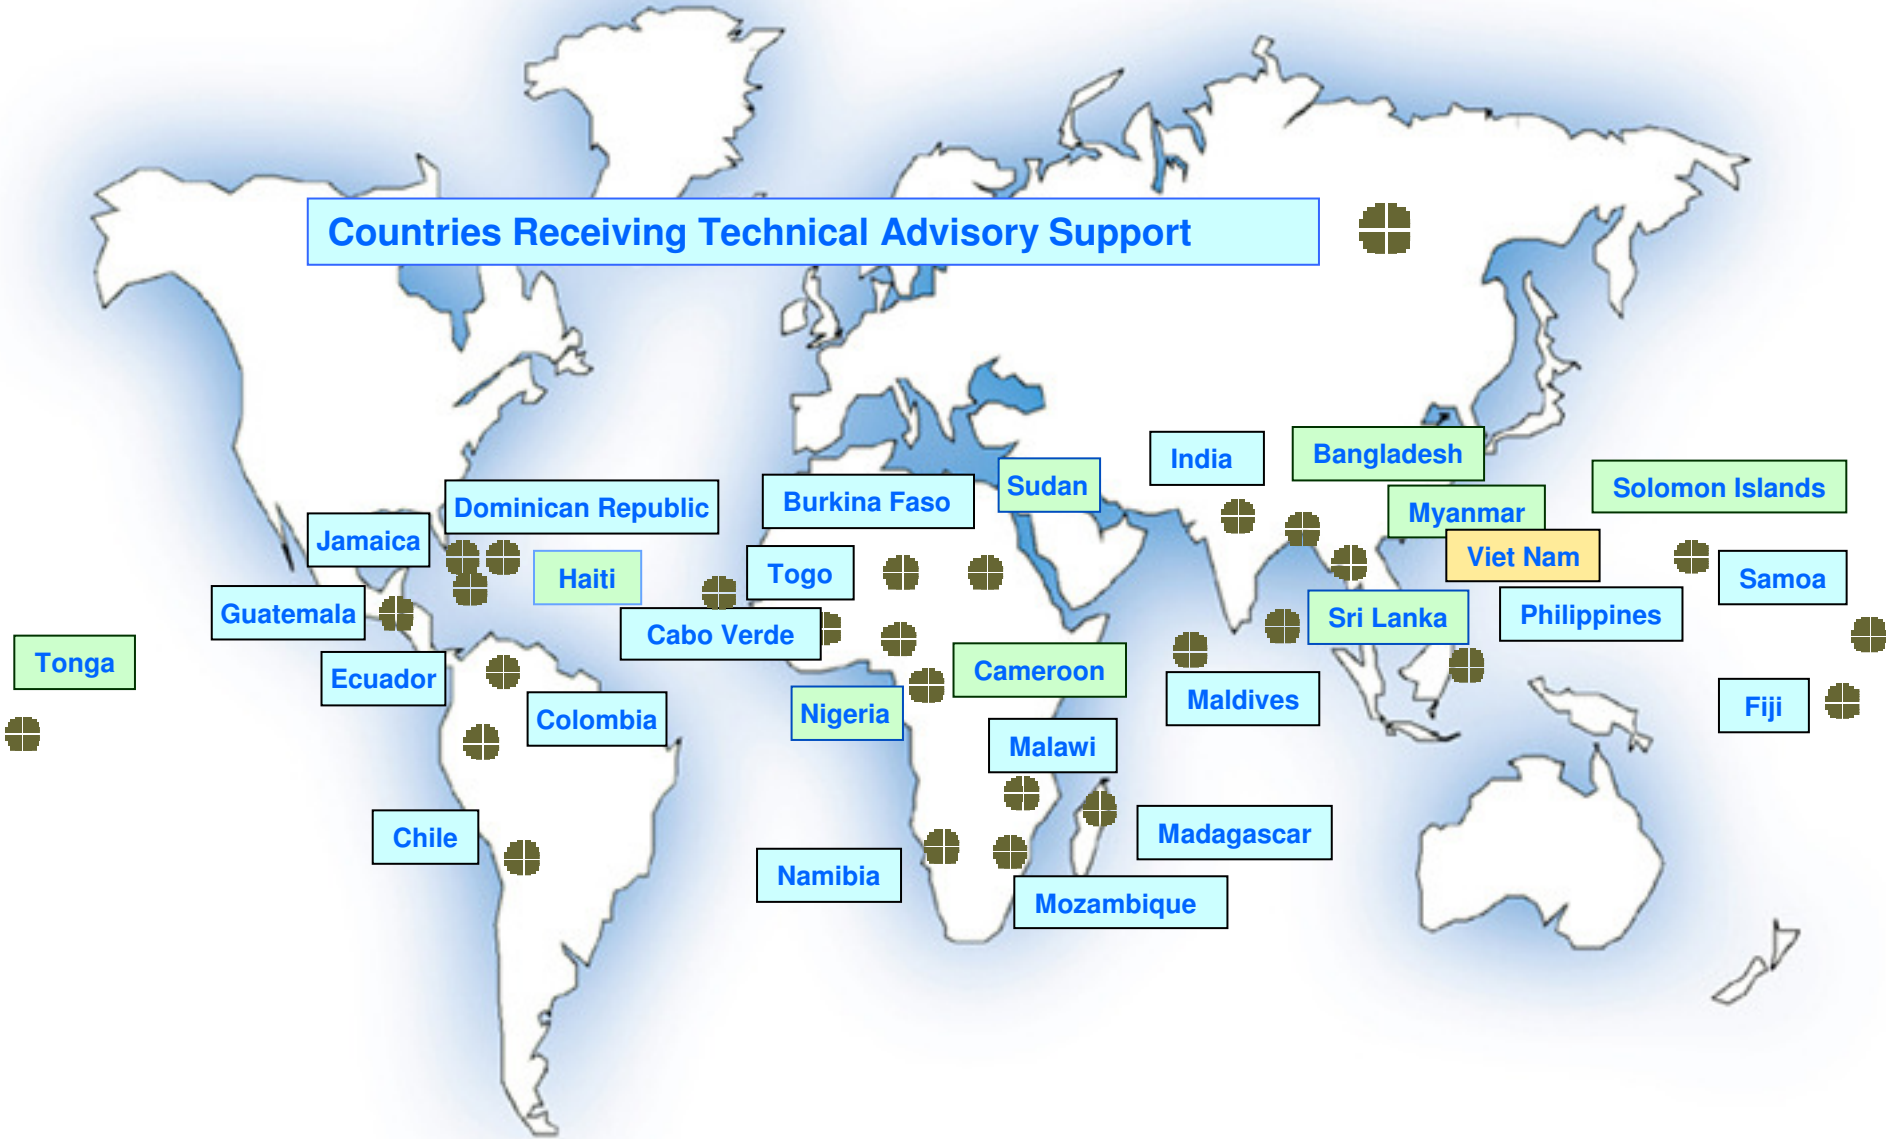 Countries Receiving Technical Advisory Support
India
Bangladesh
Sudan
Solomon Islands
Burkina Faso
Dominican Republic
Myanmar
Jamaica
Viet Nam
Togo
Haiti
Samoa
Guatemala
Philippines
Sri Lanka
Cabo Verde
Tonga
Cameroon
Ecuador
Maldives
Fiji
Nigeria
Colombia
Malawi
Madagascar
Chile
Namibia
Mozambique